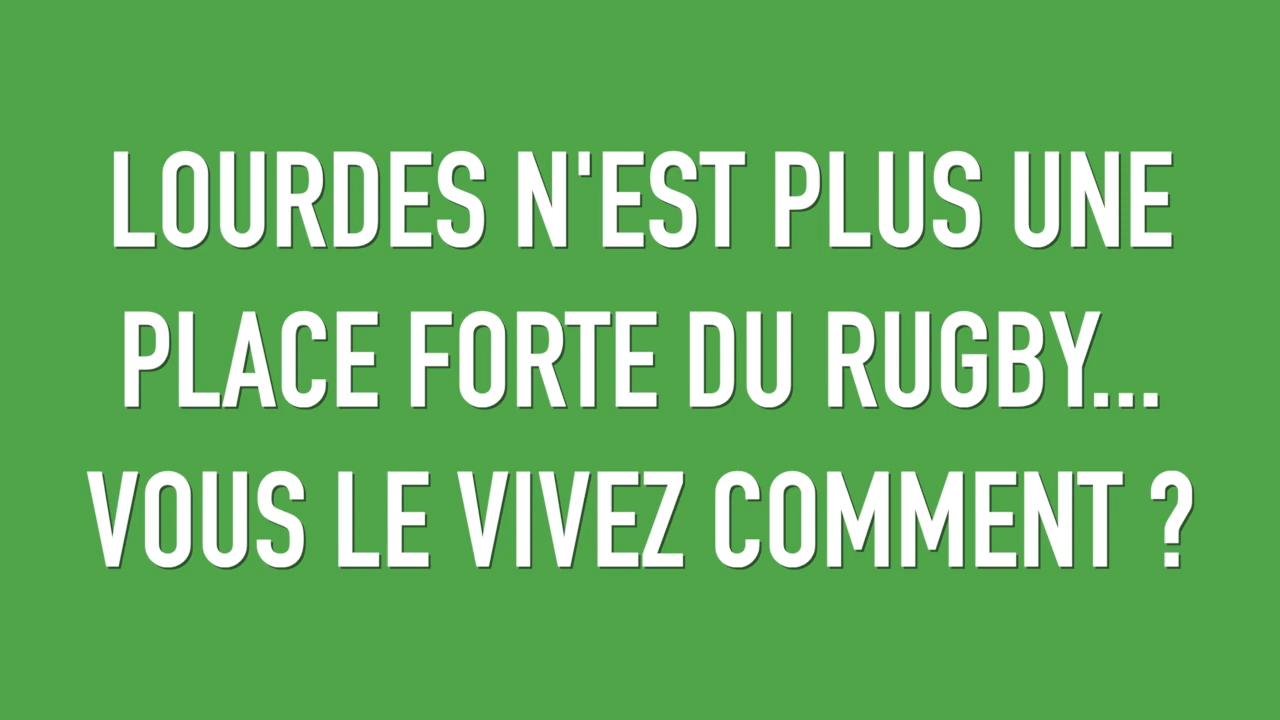 LOURDES N'EST PLUS UNE
PLACE FORTE DU RUGBY...
VOUS LE VIVEZ COMMENT ?